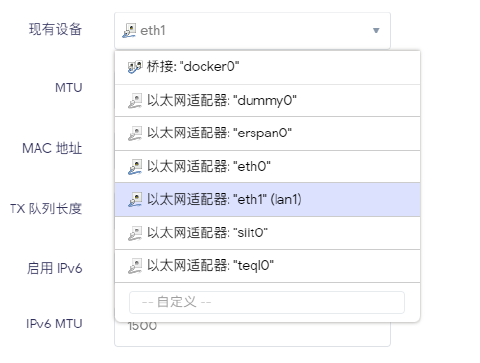 现有设备
eth1
桥接: "docker0"
MTU
以太网适配器: "dummy0"
以太网适配器: "erspan0"
MAC 地址
以太网适配器: "eth0"
以太网适配器: "eth1" (lan1)
TX 队列长度
以太网适配器: "siit0"
以太网适配器: "teql0"
启用 IPv6
-- 自定义 --
IPv6 MTU
1500